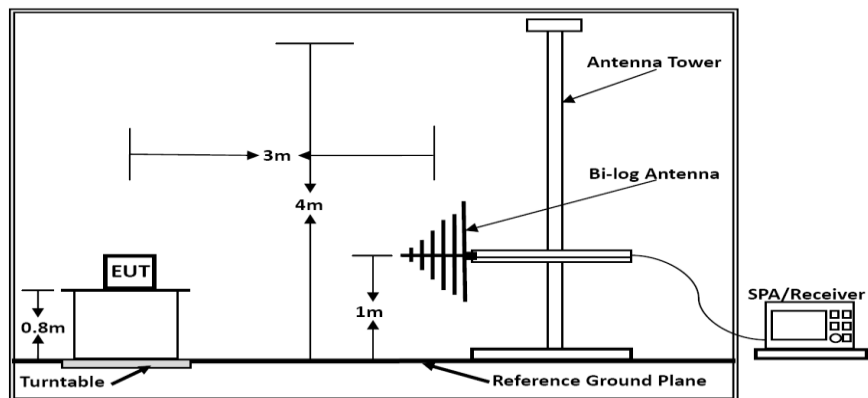 Antenna Tower
3m
Bi-log Antenna
4m
EUT
SPA/Receiver
0.8m
1m
Turntable
Reference Ground Plane